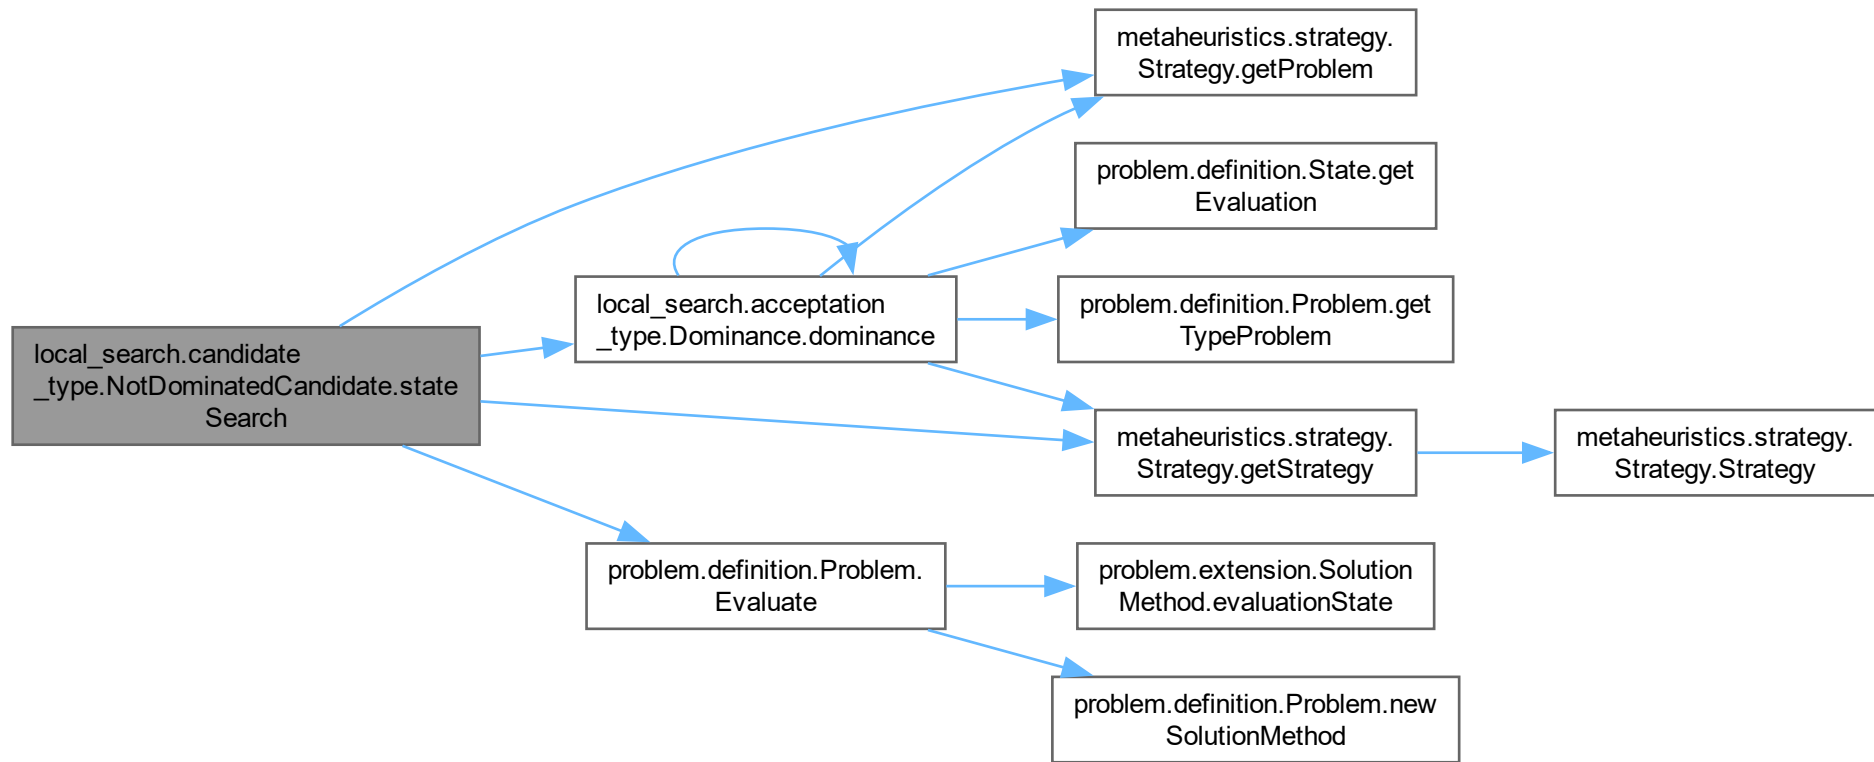 metaheuristics.strategy.
Strategy.getProblem
problem.definition.State.get
Evaluation
local_search.acceptation
_type.Dominance.dominance
problem.definition.Problem.get
TypeProblem
local_search.candidate
_type.NotDominatedCandidate.state
Search
metaheuristics.strategy.
Strategy.getStrategy
metaheuristics.strategy.
Strategy.Strategy
problem.definition.Problem.
Evaluate
problem.extension.Solution
Method.evaluationState
problem.definition.Problem.new
SolutionMethod